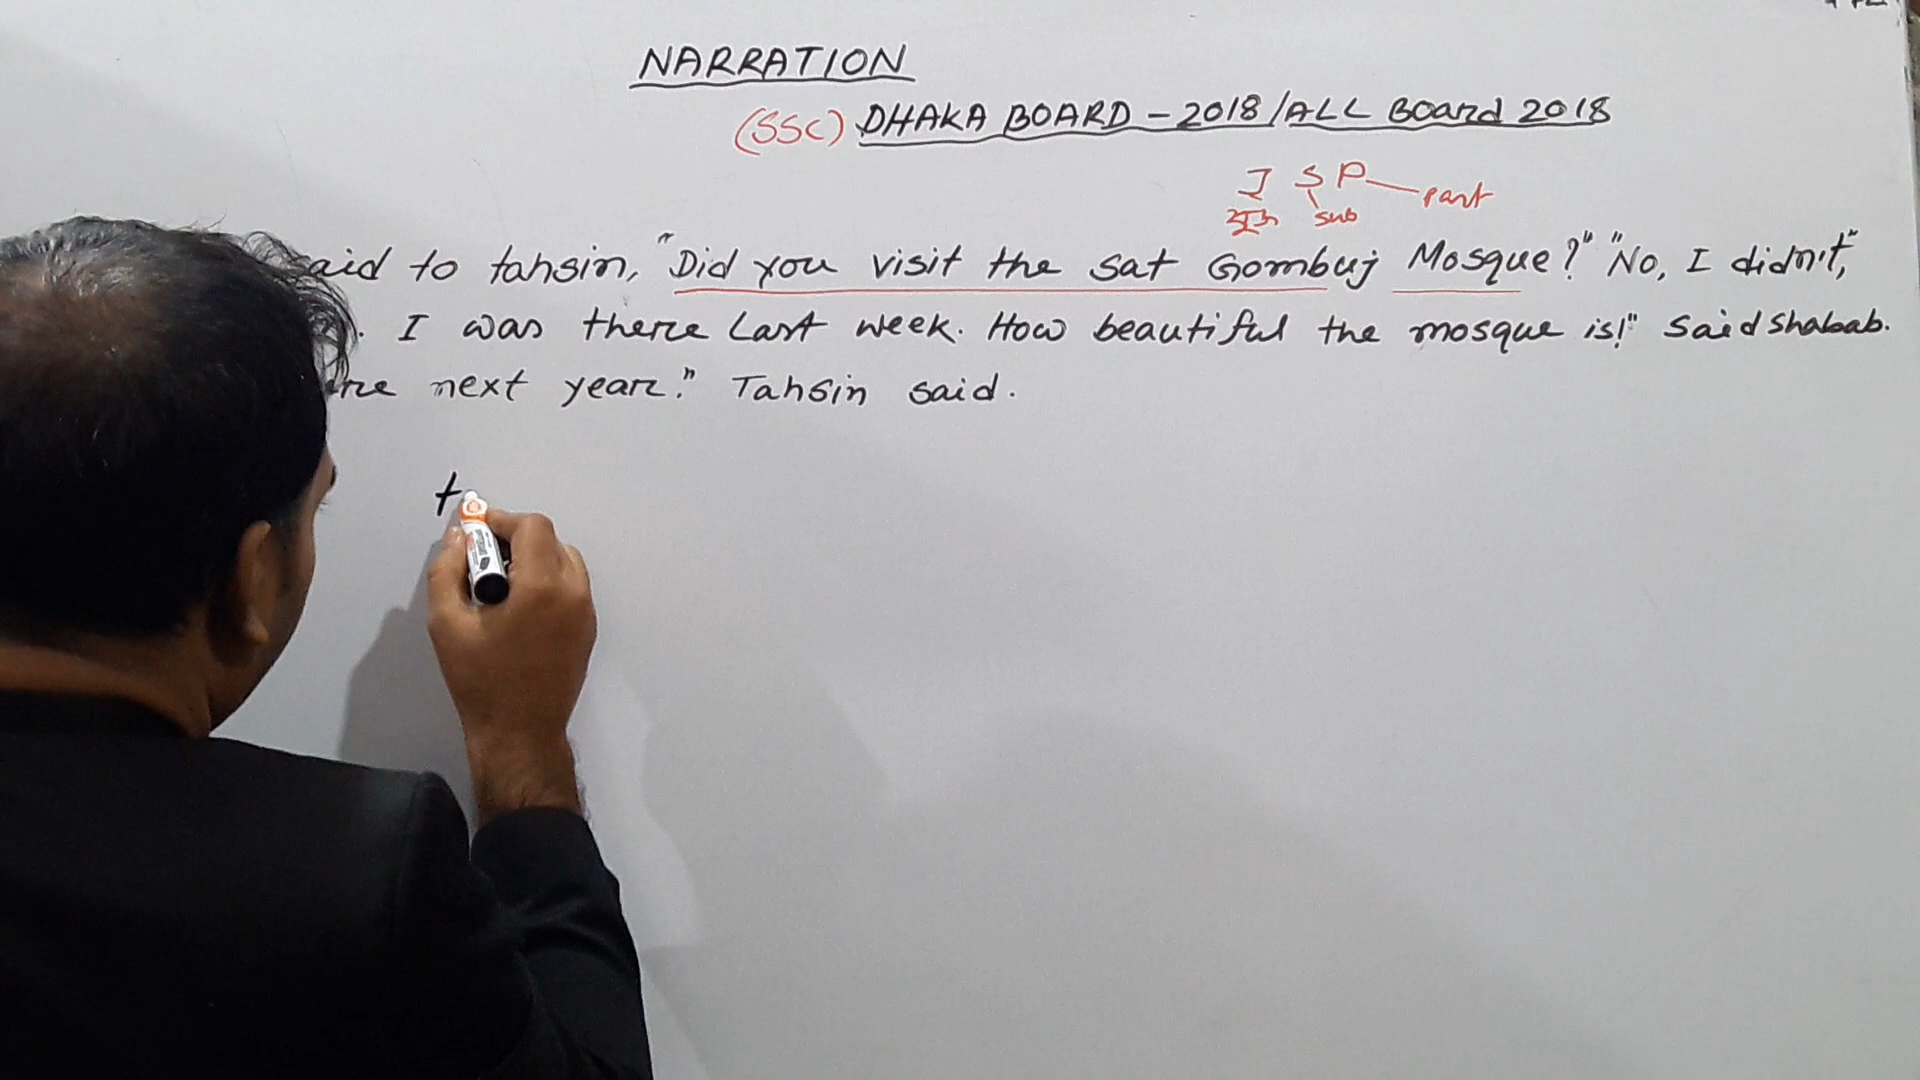 NARRATION
(SSC) DHAKA BOARD - 2018/ALL Board 2018
I S P part
sub
said to tahsin, "Did you visit the Sat Gombuj Mosque?" "No, I didn't,"
. I was there Last week. How beautiful the mosque is!" Said Shabab.
next year." Tahsin said.
t